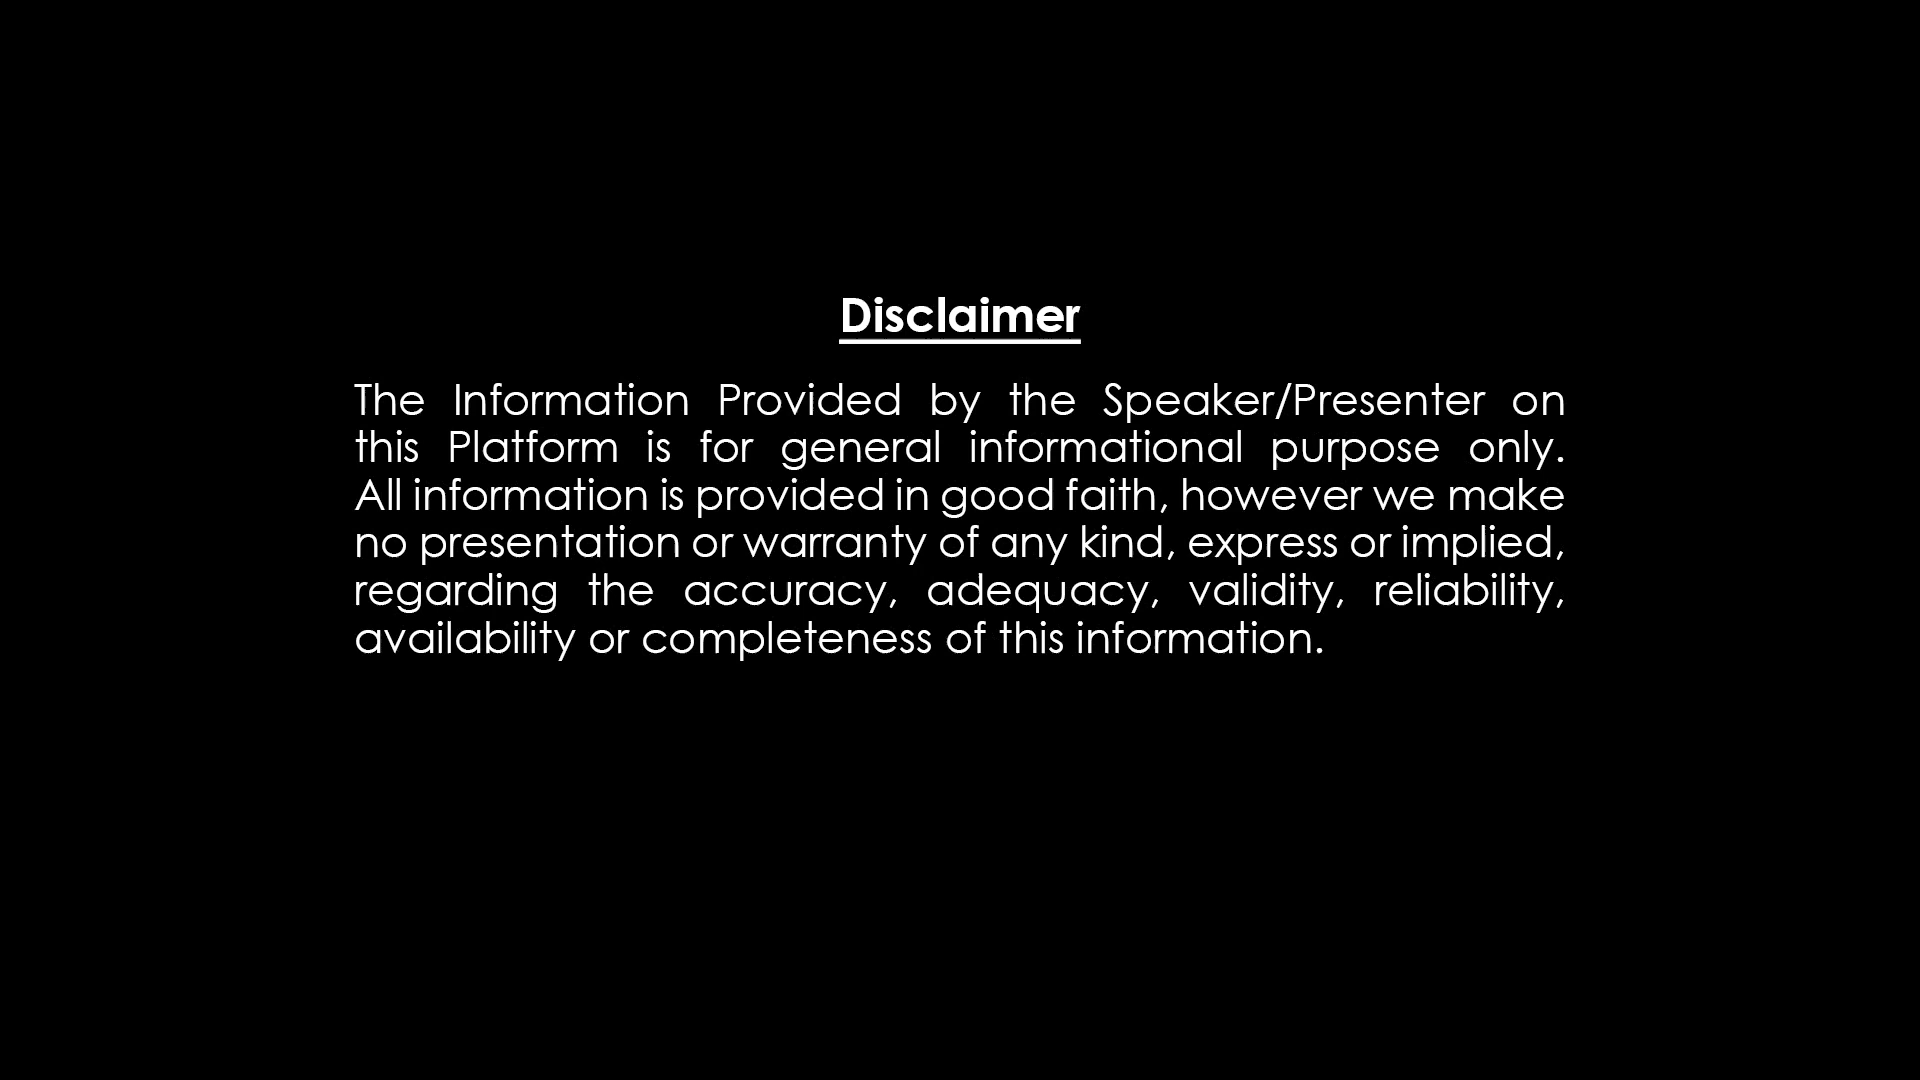 Disclaimer
The Information Provided by the Speaker/Presenter on
this Platform is for general informational purpose only.
All information is provided in good faith, however we make
no presentation or warranty of any kind, express or implied,
regarding the accuracy, adequacy, validity, reliability,
availability or completeness of this information.